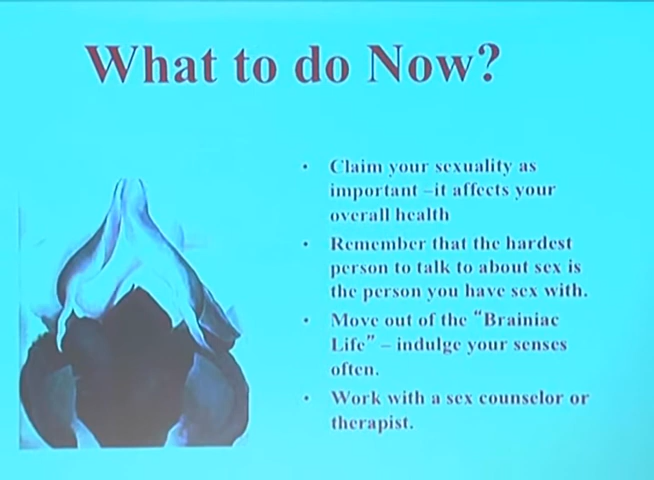 What to do Now?
• Claim your sexuality as
important –it affects your
overall health
• Remember that the hardest
person to talk to about sex is
the person you have sex with.
• Move out of the “Brainiac
Life” – indulge your senses
often.
• Work with a sex counselor or
therapist.